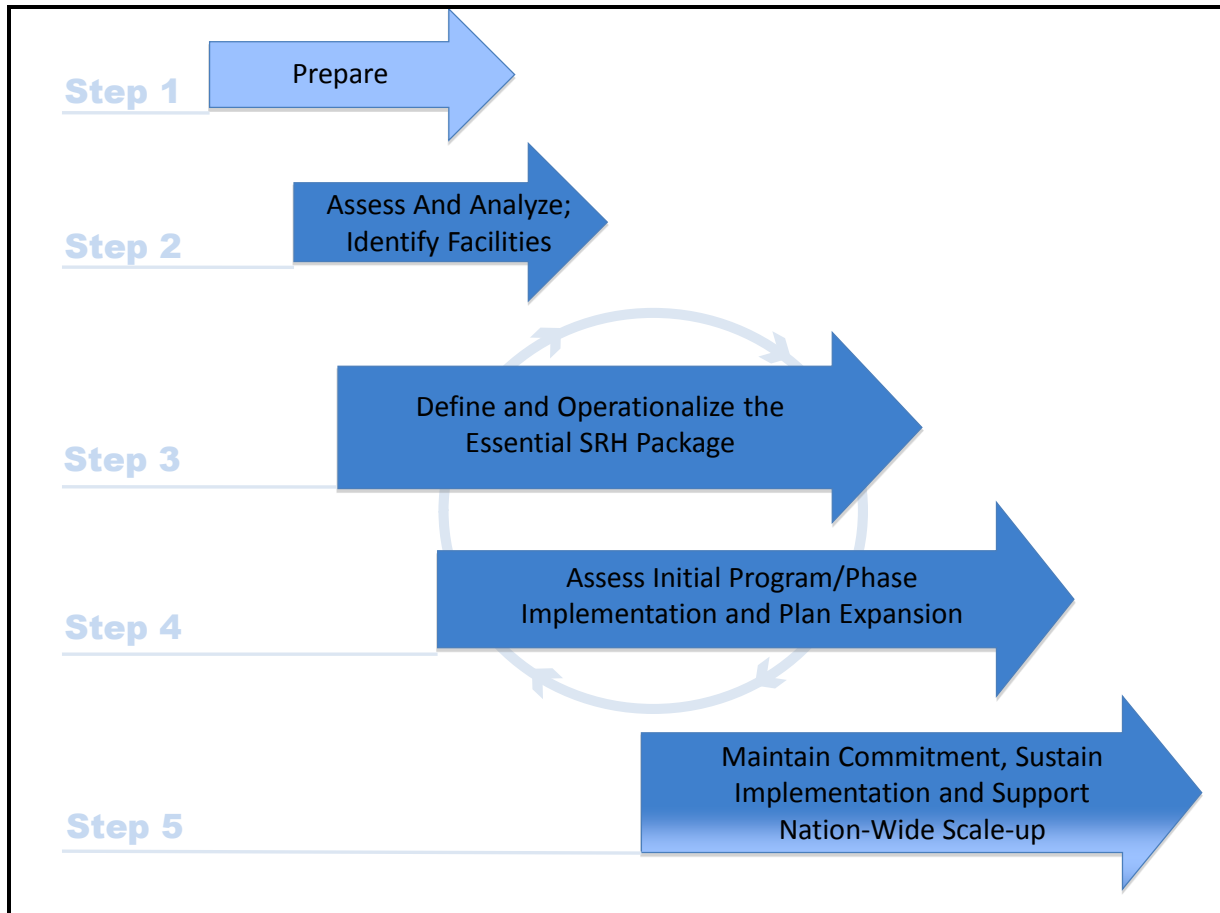 Step 1
Prepare
Step 2
Assess And Analyze;
Identify Facilities
Step 3
Define and Operationalize the
Essential SRH Package
Step 4
Assess Initial Program/Phase
Implementation and Plan Expansion
Step 5
Maintain Commitment, Sustain
Implementation and Support
Nation-Wide Scale-up